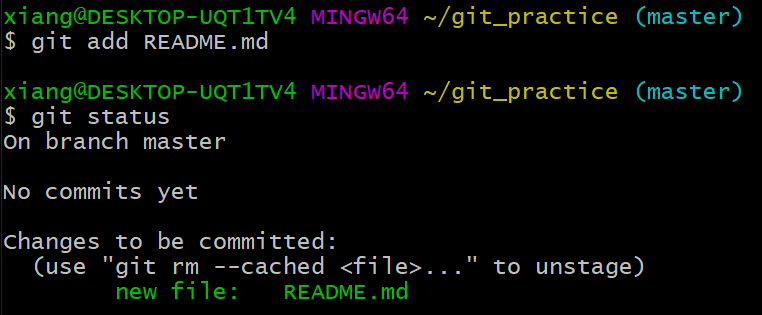 xiang@DESKTOP-UQT1TV4 MINGW64 ~/git_practice (master)
$ git add README.md
xiang@DESKTOP-UQT1TV4 MINGW64 ~/git_practice (master)
$ git status
On branch master
No commits yet
Changes to be committed:
(use "git rm --cached <file>..." to unstage)
new file: README.md